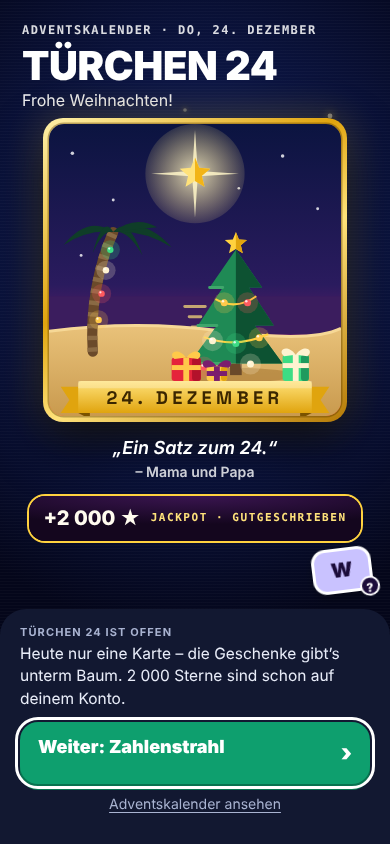 ADVENTSKALENDER · DO, 24. DEZEMBER
TÜRCHEN 24
Frohe Weihnachten!
24. DEZEMBER
„Ein Satz zum 24.“
– Mama und Papa
+2 000 ★ JACKPOT · GUTGESCHRIEBEN
W
?
TÜRCHEN 24 IST OFFEN
Heute nur eine Karte – die Geschenke gibt’s
unterm Baum. 2 000 Sterne sind schon auf
deinem Konto.
Weiter: Zahlenstrahl ›
Adventskalender ansehen